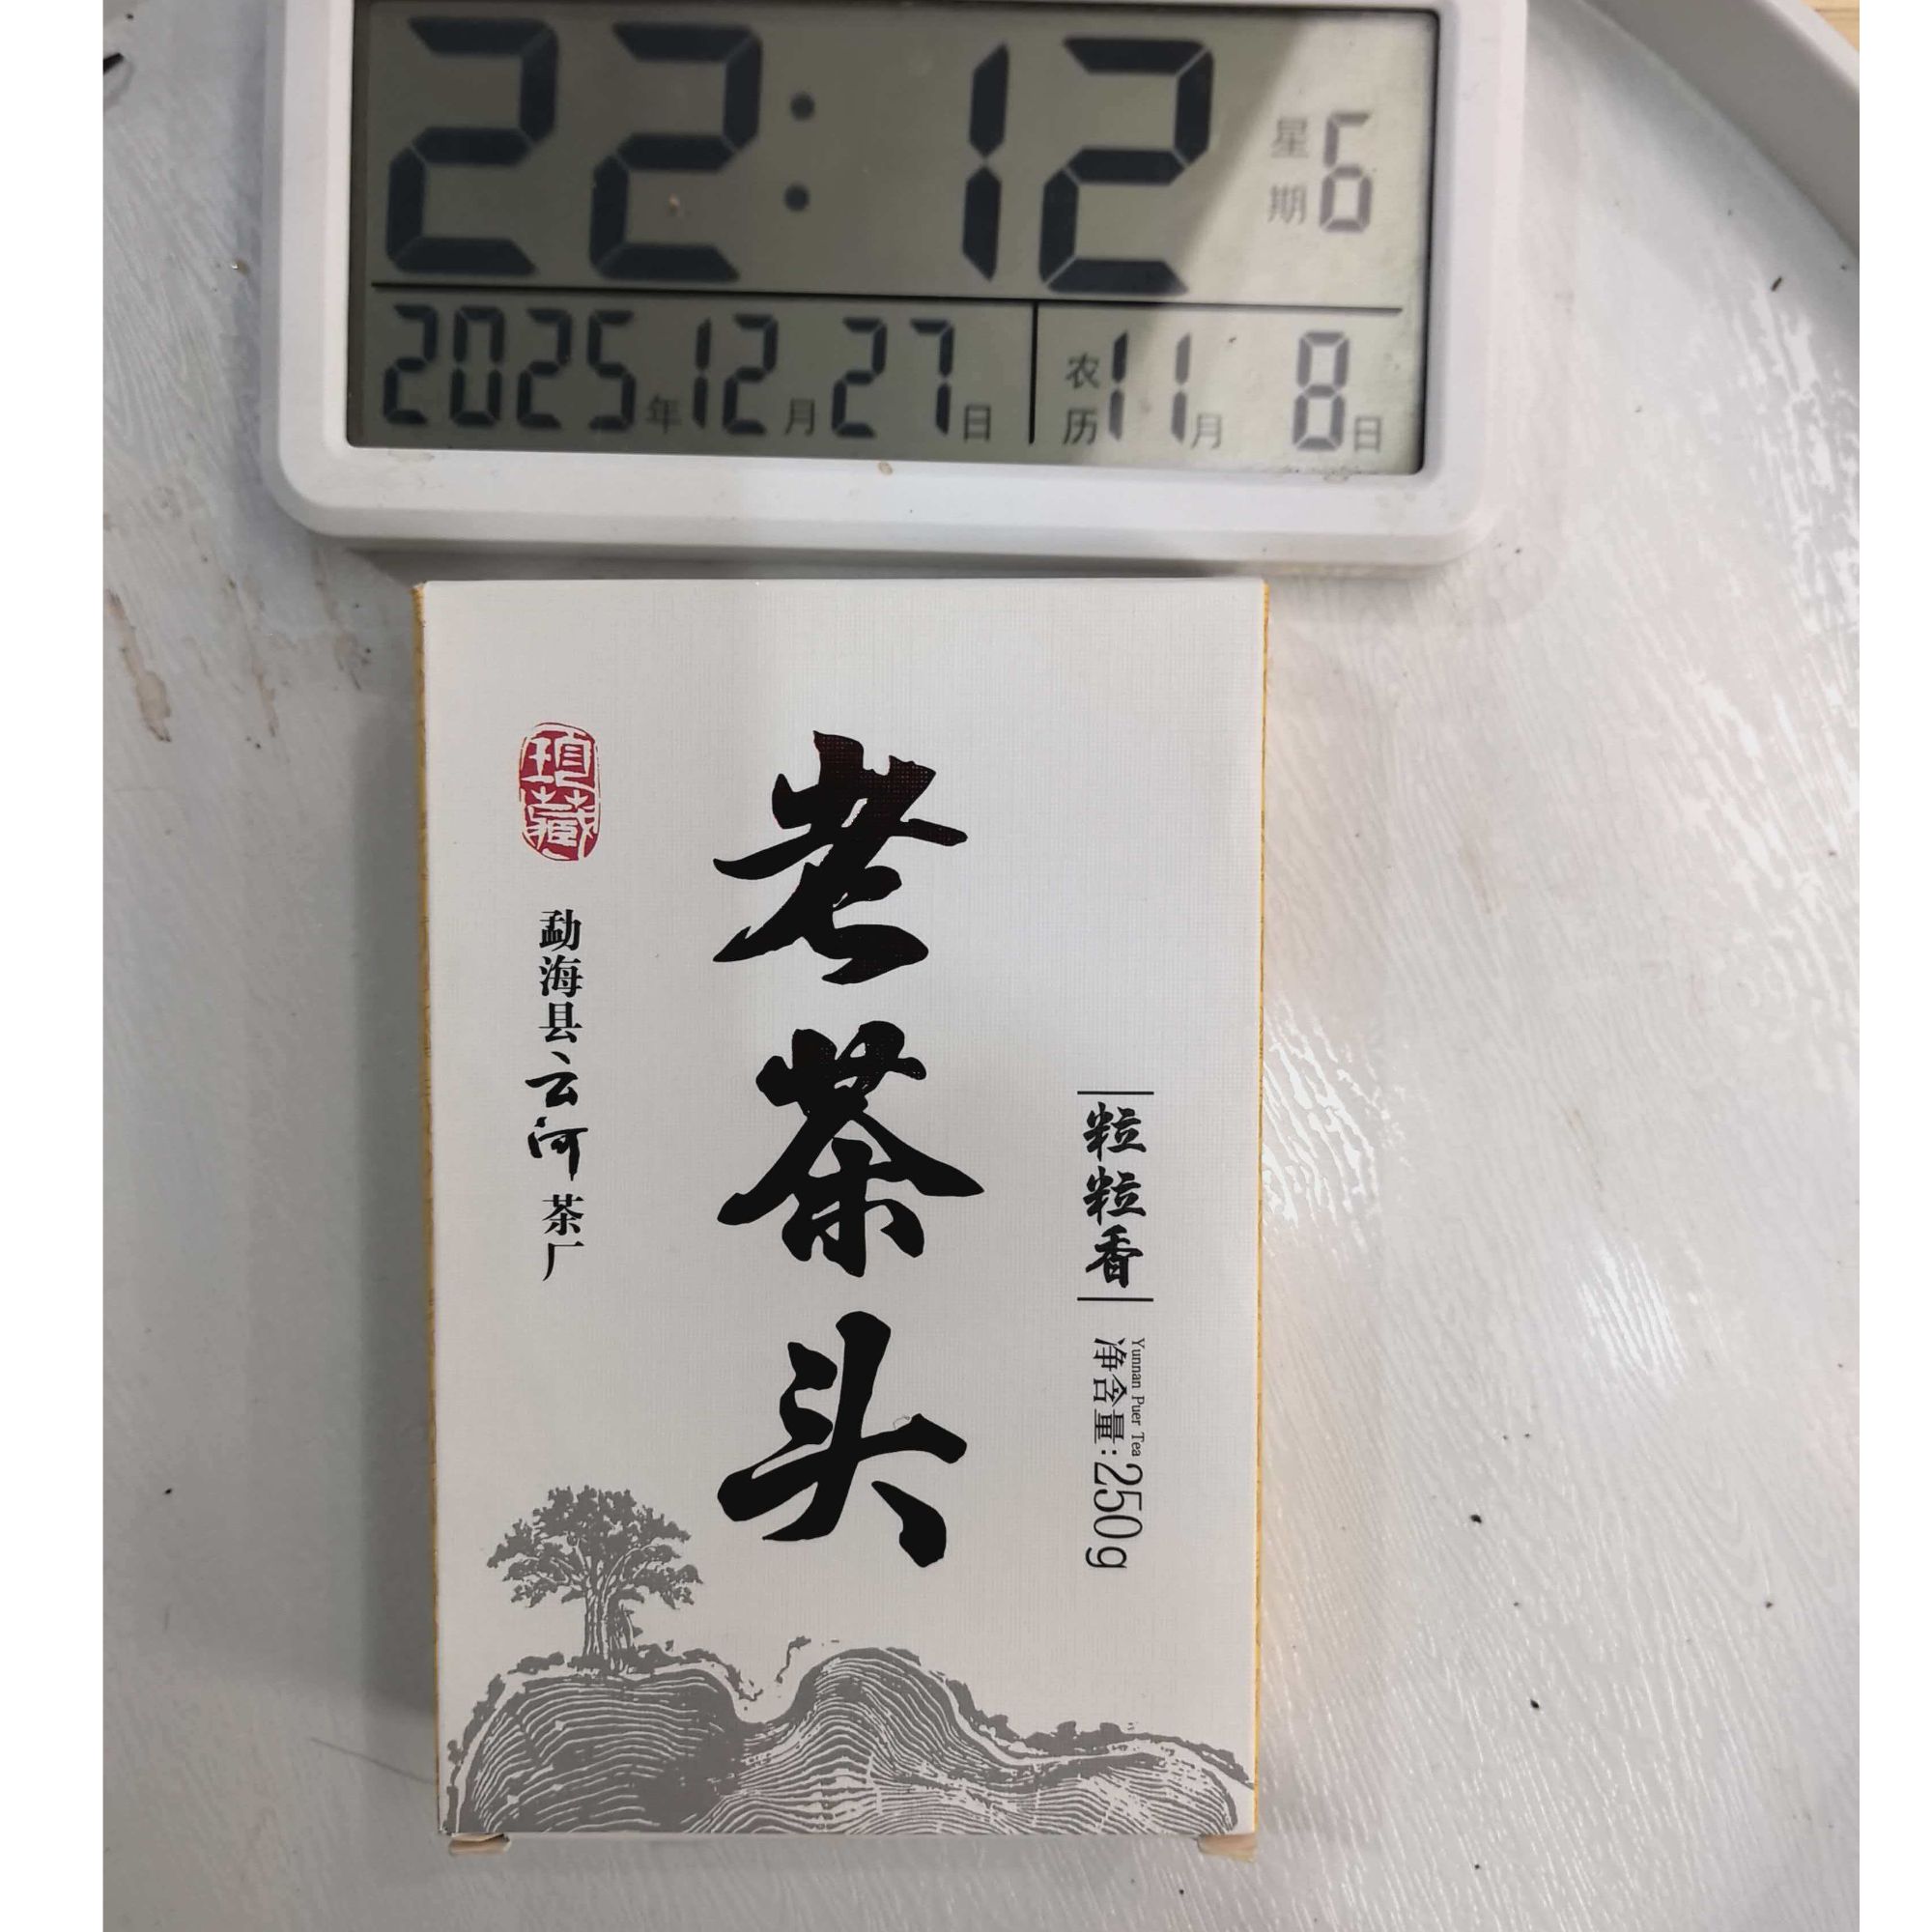 22:12
星期6
2025年12月27日
农历11月8日
珍藏
勐海县云河茶厂
老茶头
粒粒香
Yunnan Puer Tea
净含量:250g